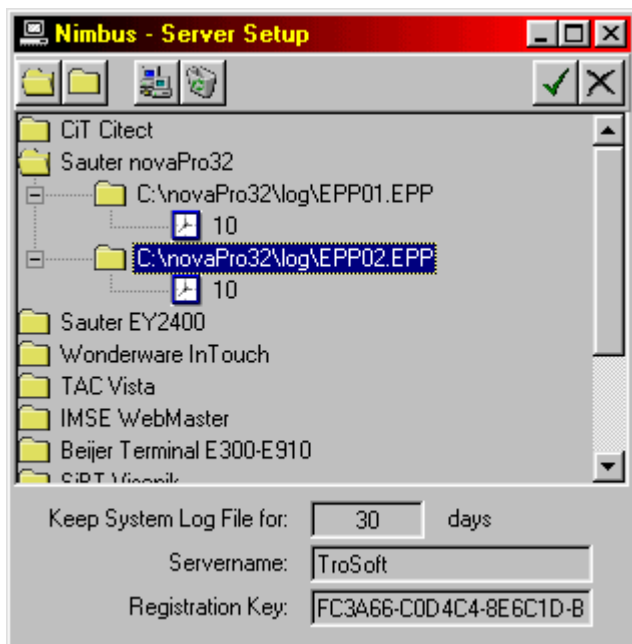 Nimbus - Server Setup
CiT Citect
Sauter novaPro32
C:\novaPro32\log\EPP01.EPP
10
C:\novaPro32\log\EPP02.EPP
10
Sauter EY2400
Wonderware InTouch
TAC Vista
IMSE WebMaster
Beijer Terminal E300-E910
Keep System Log File for: 30 days
Servername: TroSoft
Registration Key: FC3A66-C0D4C4-8E6C1D-B